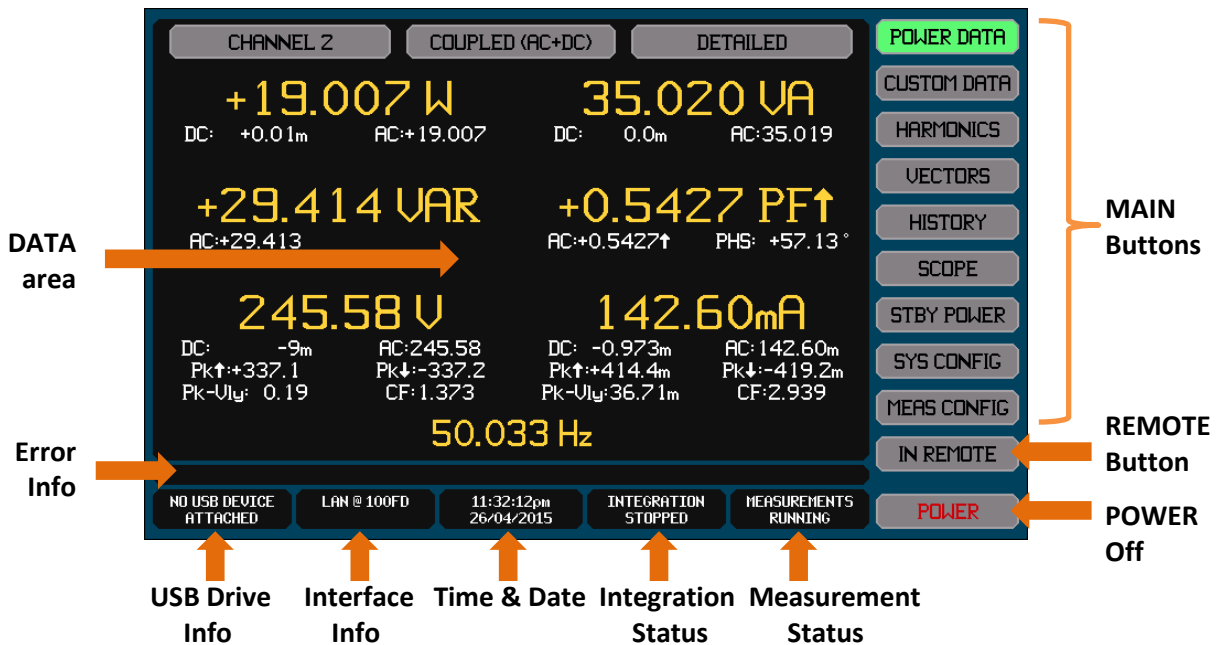 CHANNEL 2 COUPLED (AC+DC) DETAILED
+19.007 W 35.020 VA
DC: +0.01m AC:+19.007 DC: 0.0m AC:35.019
+29.414 VAR +0.5427 PF↑
AC:+29.413 AC:+0.5427↑ PHS: +57.13°
245.58 V 142.60mA
DC: -9m AC:245.58 DC: -0.973m AC:142.60m
Pk↑:+337.1 Pk↓:-337.2 Pk↑:+414.4m Pk↓:-419.2m
Pk-Vly: 0.19 CF:1.373 Pk-Vly:36.71m CF:2.939
50.033 Hz
NO USB DEVICE
ATTACHED
LAN @ 100FD
11:32:12pm
26/04/2015
INTEGRATION
STOPPED
MEASUREMENTS
RUNNING
POWER DATA
CUSTOM DATA
HARMONICS
VECTORS
HISTORY
SCOPE
STBY POWER
SYS CONFIG
MEAS CONFIG
IN REMOTE
POWER
DATA
area
Error
Info
MAIN
Buttons
REMOTE
Button
POWER
Off
USB Drive
Info
Interface
Info
Time & Date
Integration
Status
Measurement
Status